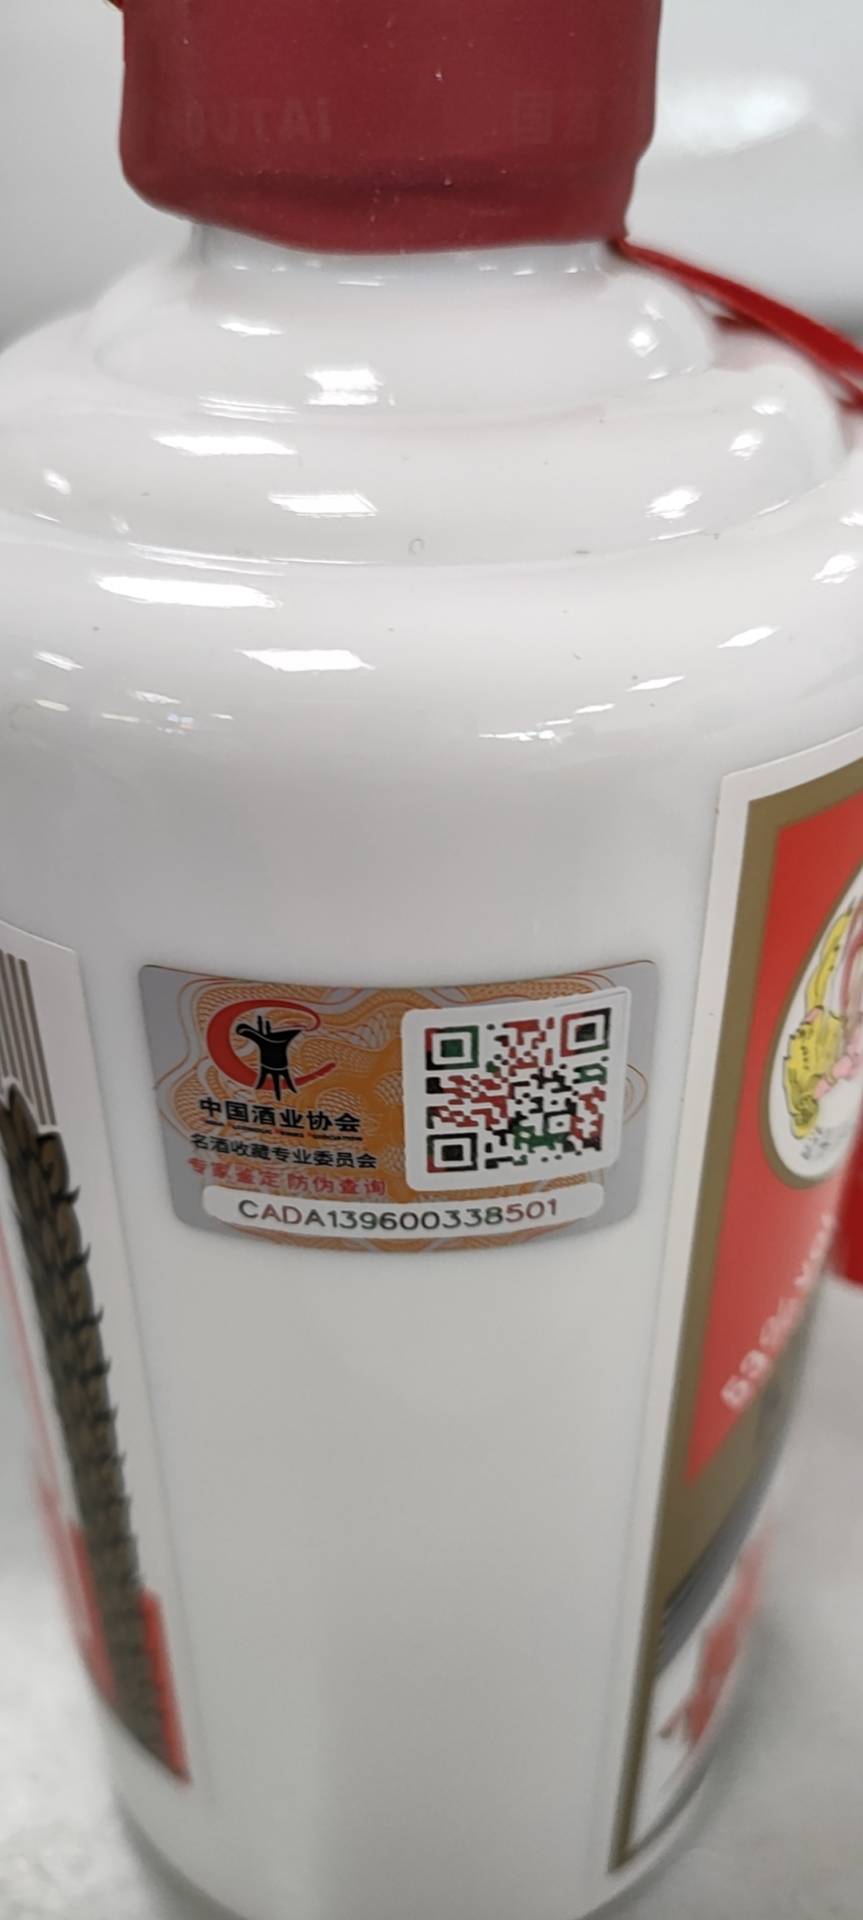 中国酒业协会
名酒收藏专业委员会
专家鉴定 防伪查询
CADA139600338501
53%